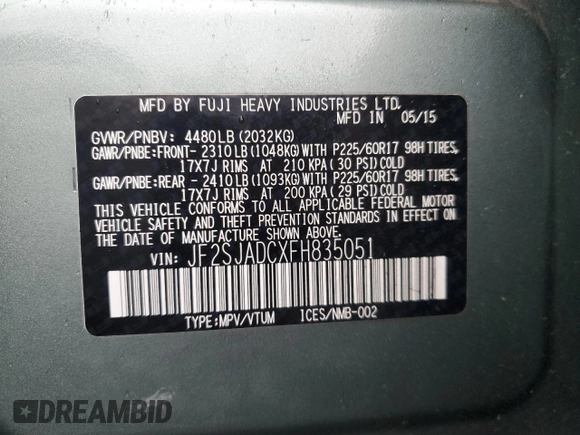 MFD BY FUJI HEAVY INDUSTRIES LTD.
MFD IN 05/15
GVWR/PNBV: 4480LB (2032KG)
GAWR/PNBE:FRONT- 2310LB(1048KG)WITH P225/60R17 98H TIRES,
17X7J RIMS AT 210 KPA(30 PSI)COLD
GAWR/PNBE:REAR - 2410LB(1093KG)WITH P225/60R17 98H TIRES,
17X7J RIMS AT 200 KPA(29 PSI)COLD
THIS VEHICLE CONFORMS TO ALL APPLICABLE FEDERAL MOTOR
VEHICLE SAFETY AND THEFT PREVENTION STANDARDS IN EFFECT ON
THE DATE OF MANUFACTURE SHOWN ABOVE.
VIN: JF2SJADCXFH835051
TYPE:MPV/VTUM ICES/NMB-002
DREAMBID